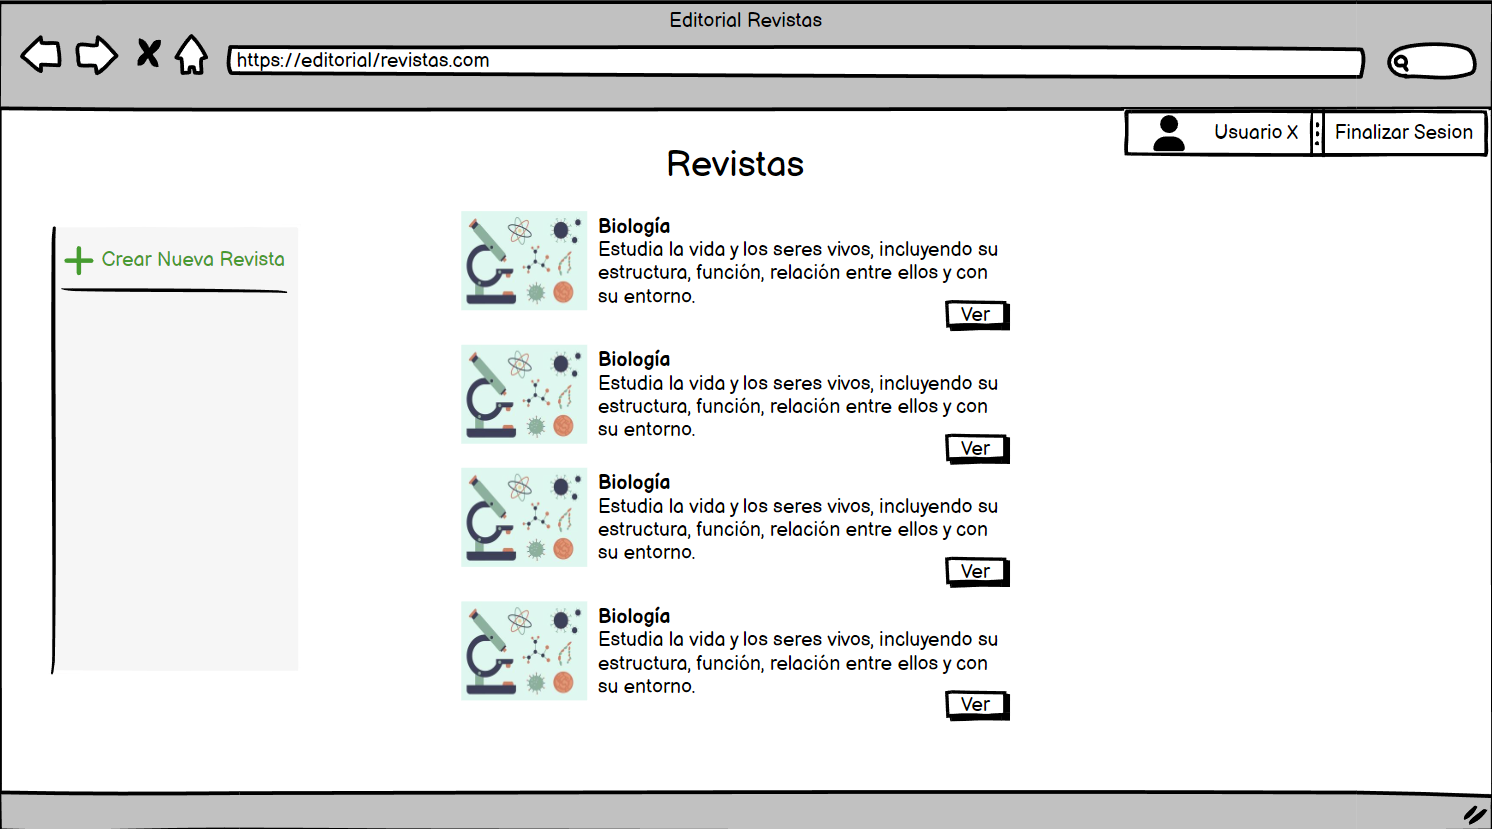 Editorial Revistas
https://editorial/revistas.com
Usuario X
Finalizar Sesion
Revistas
Crear Nueva Revista
Biología
Estudia la vida y los seres vivos, incluyendo su
estructura, función, relación entre ellos y con
su entorno.
Ver
Biología
Estudia la vida y los seres vivos, incluyendo su
estructura, función, relación entre ellos y con
su entorno.
Ver
Biología
Estudia la vida y los seres vivos, incluyendo su
estructura, función, relación entre ellos y con
su entorno.
Ver
Biología
Estudia la vida y los seres vivos, incluyendo su
estructura, función, relación entre ellos y con
su entorno.
Ver